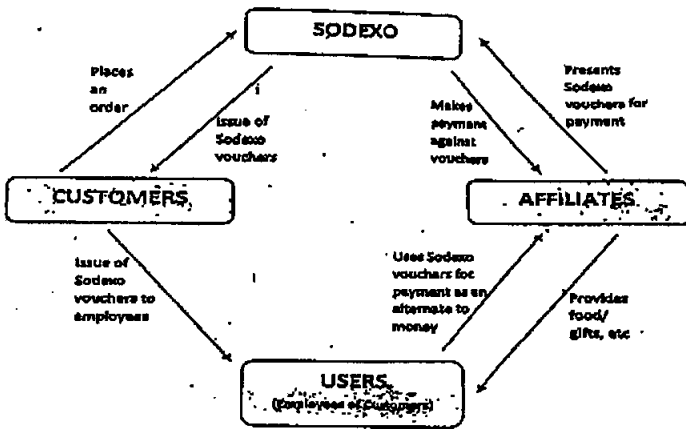 SODEXO
Places
an
order
Issue of
Sodexo
vouchers
Makes
payment
against
vouchers
Presents
Sodexo
vouchers for
payment
CUSTOMERS
AFFILIATES
Issue of
Sodexo
vouchers to
employees
Uses Sodexo
vouchers for
payment as an
alternate to
money
Provides
food/
gifts, etc
USERS
(Employees of Customers)